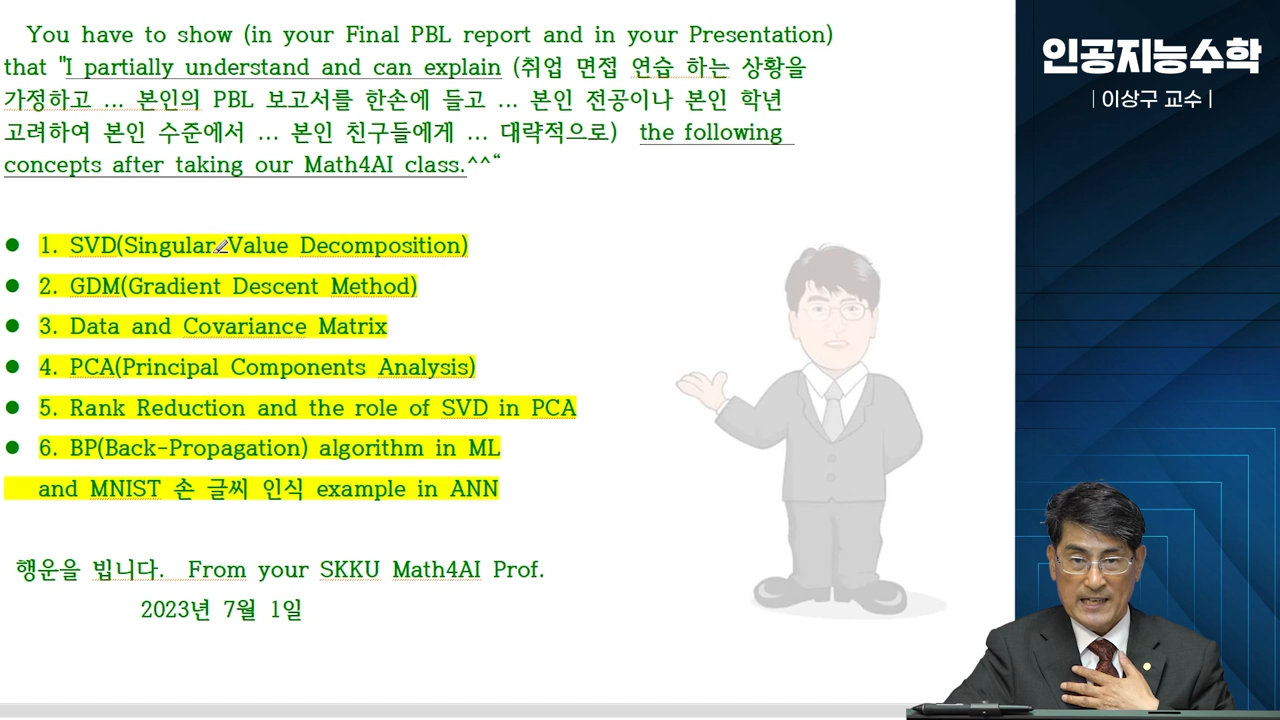 You have to show (in your Final PBL report and in your Presentation)
that "I partially understand and can explain (취업 면접 연습 하는 상황을
가정하고 ... 본인의 PBL 보고서를 한손에 들고 ... 본인 전공이나 본인 학년
고려하여 본인 수준에서 ... 본인 친구들에게 ... 대략적으로) the following
concepts after taking our Math4AI class.^^“
● 1. SVD(Singular Value Decomposition)
● 2. GDM(Gradient Descent Method)
● 3. Data and Covariance Matrix
● 4. PCA(Principal Components Analysis)
● 5. Rank Reduction and the role of SVD in PCA
● 6. BP(Back-Propagation) algorithm in ML
and MNIST 손 글씨 인식 example in ANN
행운을 빕니다. From your SKKU Math4AI Prof.
2023년 7월 1일
인공지능수학
| 이상구 교수 |